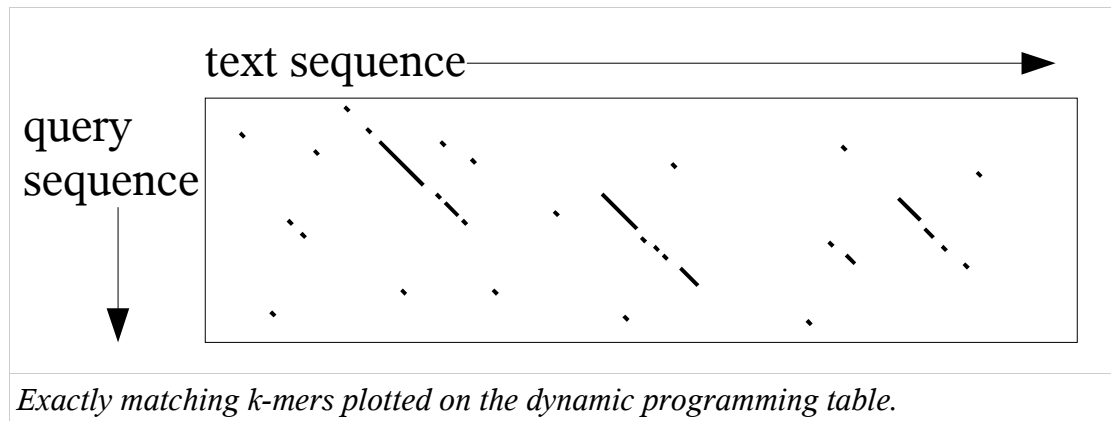 text sequence
query
sequence
Exactly matching k-mers plotted on the dynamic programming table.